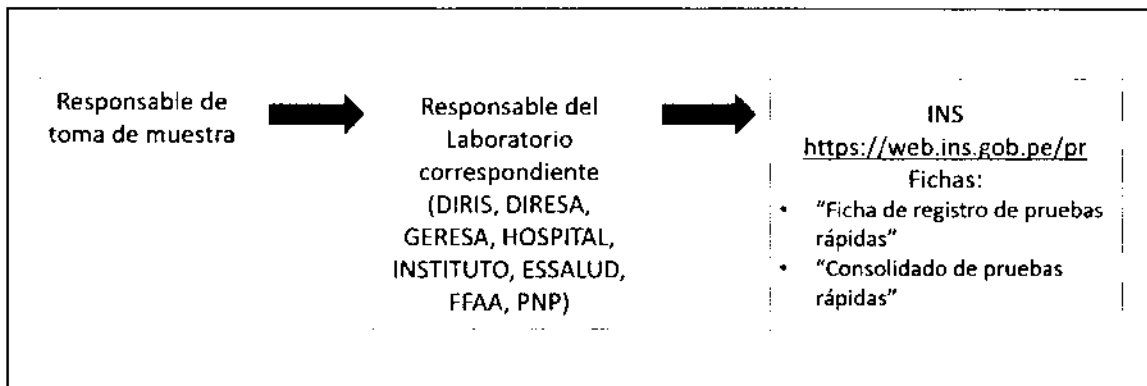 Responsable de
toma de muestra
Responsable del
Laboratorio
correspondiente
(DIRIS, DIRESA,
GERESA, HOSPITAL,
INSTITUTO, ESSALUD,
FFAA, PNP)
INS
https://web.ins.gob.pe/pr
Fichas:
• “Ficha de registro de pruebas
rápidas”
• “Consolidado de pruebas
rápidas”